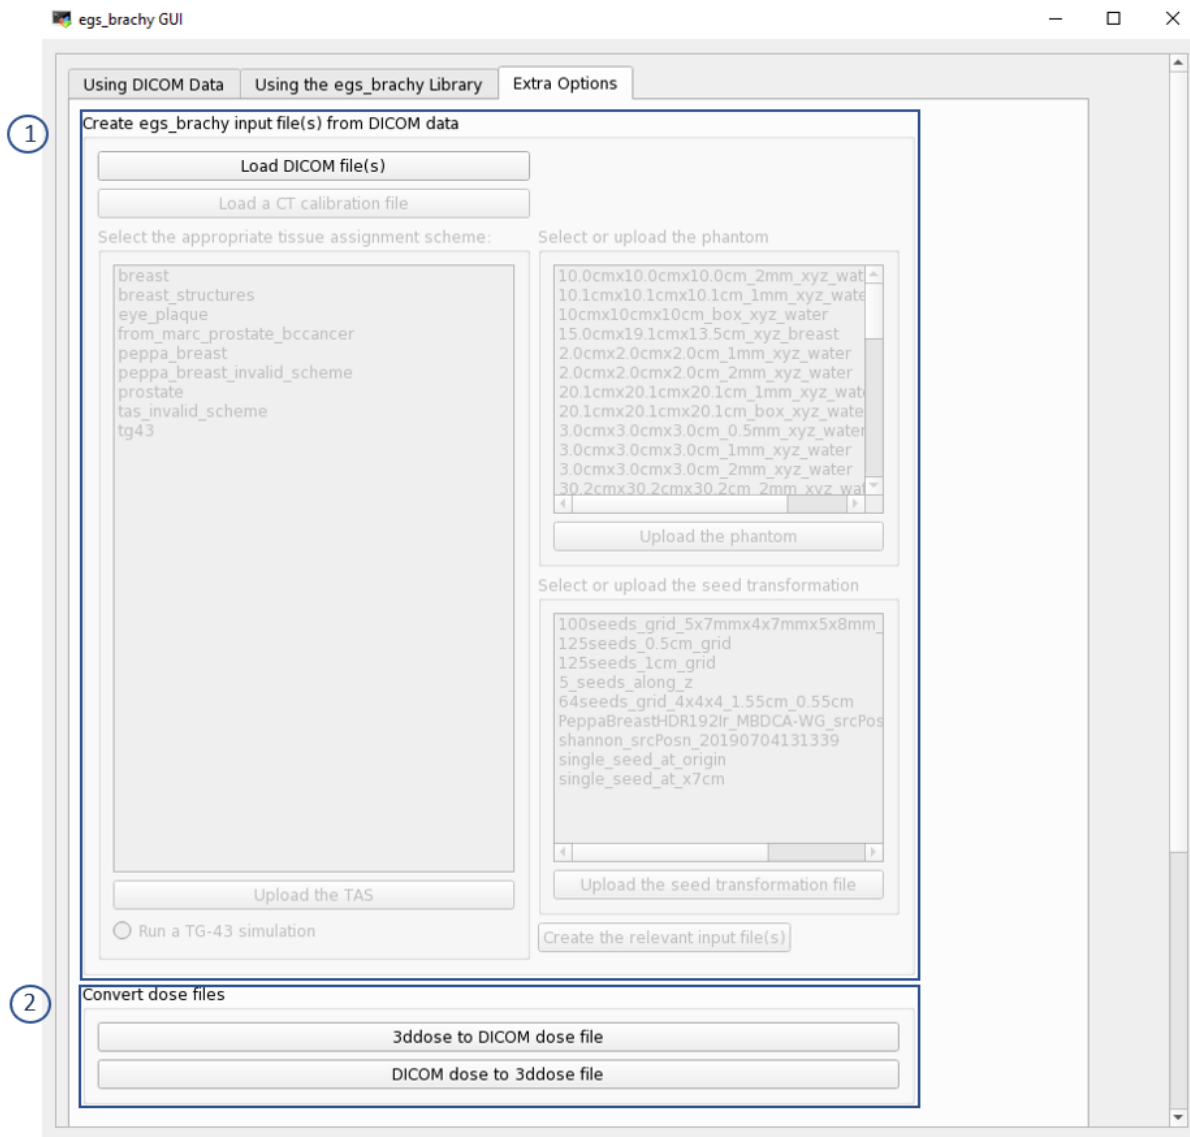 egs_brachy GUI
Using DICOM Data
Using the egs_brachy Library
Extra Options
1
Create egs_brachy input file(s) from DICOM data
Load DICOM file(s)
Load a CT calibration file
Select the appropriate tissue assignment scheme:
breast
breast_structures
eye_plaque
from_marc_prostate_bccancer
peppa_breast
peppa_breast_invalid_scheme
prostate
tas_invalid_scheme
tg43
Upload the TAS
Run a TG-43 simulation
Select or upload the phantom
10.0cmx10.0cmx10.0cm_2mm_xyz_wat
10.1cmx10.1cmx10.1cm_1mm_xyz_wate
10cmx10cmx10cm_box_xyz_water
15.0cmx19.1cmx13.5cm_xyz_breast
2.0cmx2.0cmx2.0cm_1mm_xyz_water
2.0cmx2.0cmx2.0cm_2mm_xyz_water
20.1cmx20.1cmx20.1cm_1mm_xyz_wat
20.1cmx20.1cmx20.1cm_box_xyz_wate
3.0cmx3.0cmx3.0cm_0.5mm_xyz_water
3.0cmx3.0cmx3.0cm_1mm_xyz_water
3.0cmx3.0cmx3.0cm_2mm_xyz_water
30.2cmx30.2cmx30.2cm_2mm_xyz_wat
Upload the phantom
Select or upload the seed transformation
100seeds_grid_5x7mmx4x7mmx5x8mm_
125seeds_0.5cm_grid
125seeds_1cm_grid
5_seeds_along_z
64seeds_grid_4x4x4_1.55cm_0.55cm
PeppaBreastHDR192Ir_MBDCA-WG_srcPos
shannon_srcPosn_20190704131339
single_seed_at_origin
single_seed_at_x7cm
Upload the seed transformation file
Create the relevant input file(s)
2
Convert dose files
3ddose to DICOM dose file
DICOM dose to 3ddose file